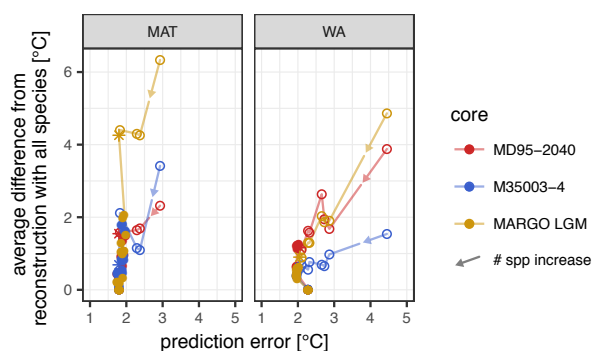 MAT
WA
average difference from
reconstruction with all species [°C]
6
4
2
0
1 2 3 4 5
1 2 3 4 5
prediction error [°C]
core
MD95−2040
M35003−4
MARGO LGM
# spp increase